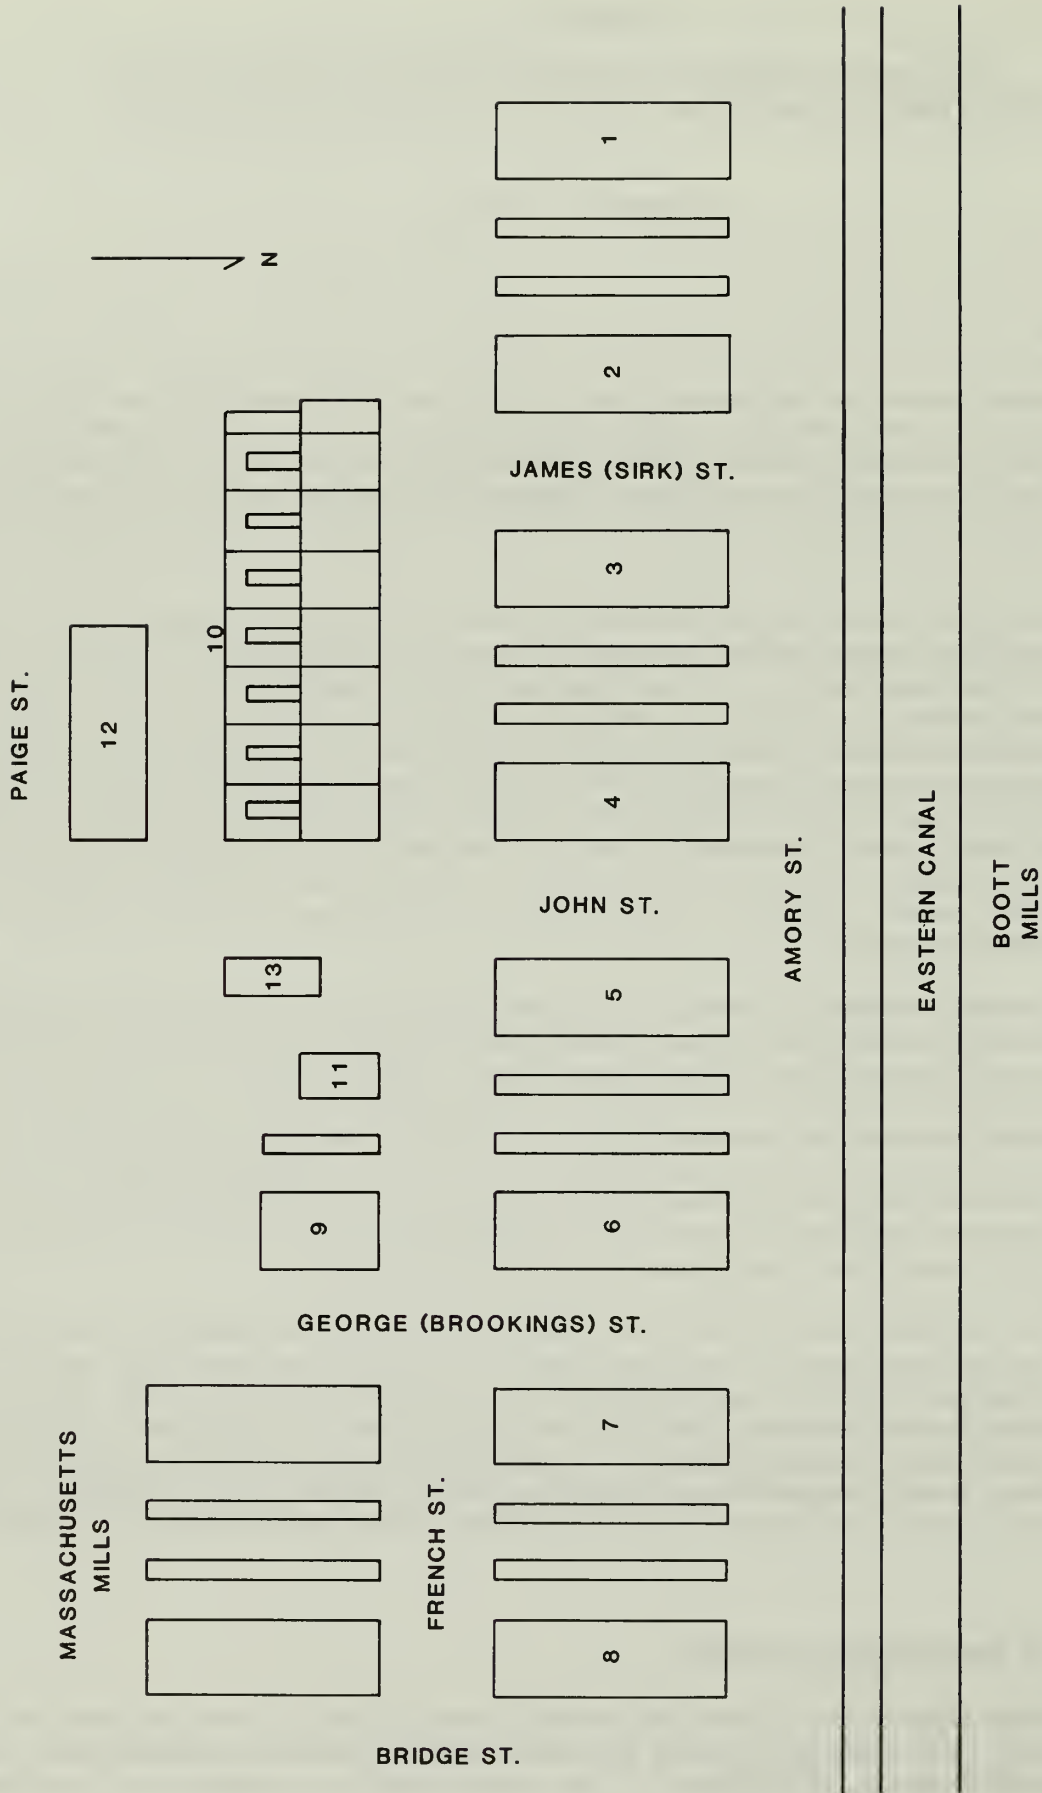 1
N
2
JAMES (SIRK) ST.
3
10
PAIGE ST.
12
4
JOHN ST.
AMORY ST.
EASTERN CANAL
BOOTT
MILLS
13
5
11
9
6
GEORGE (BROOKINGS) ST.
MASSACHUSETTS
MILLS
FRENCH ST.
7
8
BRIDGE ST.